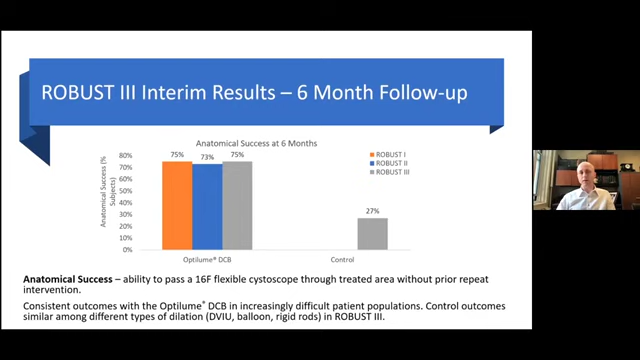 ROBUST III Interim Results – 6 Month Follow-up
Anatomical Success at 6 Months
Anatomical Success (% Subjects)
80%
70%
60%
50%
40%
30%
20%
10%
0%
75%
73%
75%
27%
ROBUST I
ROBUST II
ROBUST III
Optilume® DCB
Control
Anatomical Success – ability to pass a 16F flexible cystoscope through treated area without prior repeat
intervention.
Consistent outcomes with the Optilume® DCB in increasingly difficult patient populations. Control outcomes
similar among different types of dilation (DVIU, balloon, rigid rods) in ROBUST III.